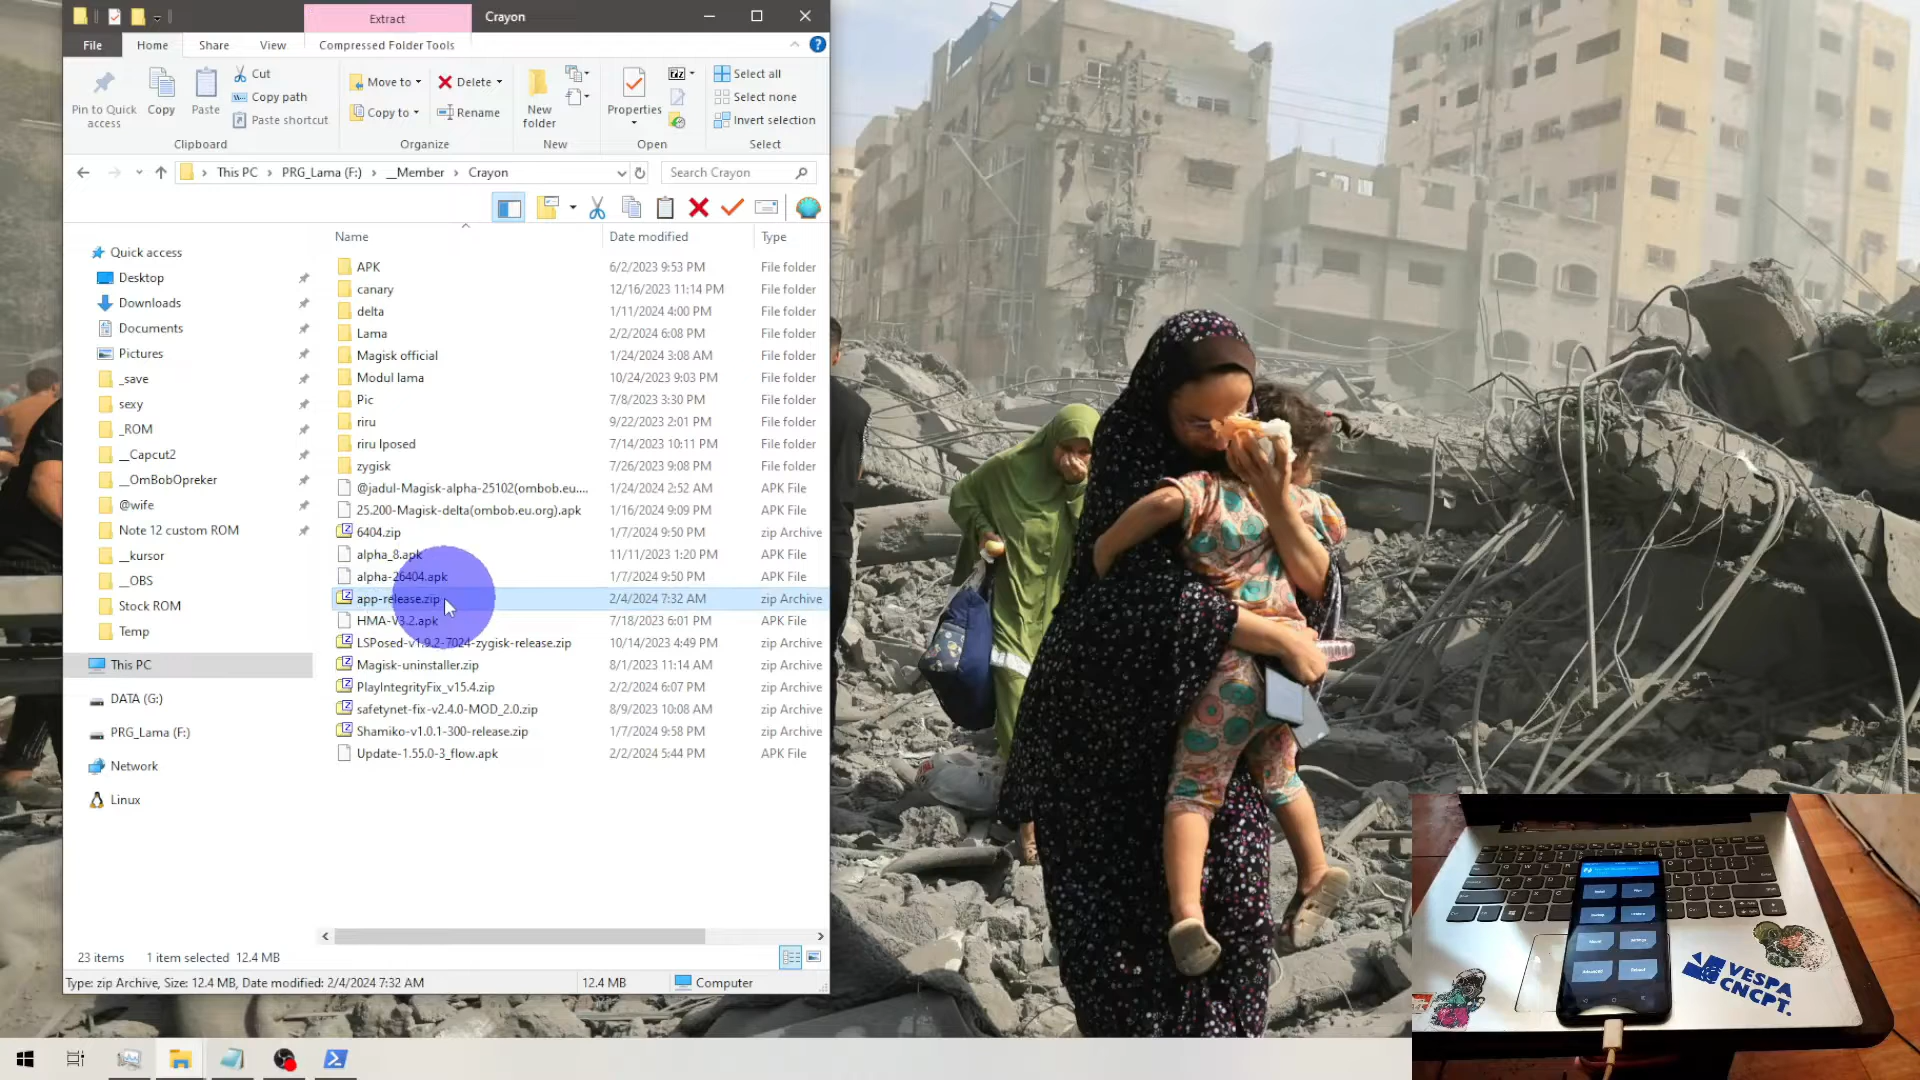 Extract
Crayon
File
Home
Share
View
Compressed Folder Tools
Pin to Quick access
Copy
Paste
Cut
Copy path
Paste shortcut
Clipboard
Move to
Copy to
Delete
Rename
Organize
New folder
New
Properties
Open
Select all
Select none
Invert selection
Select
This PC
PRG_Lama (F:)
__Member
Crayon
Search Crayon
Name
Date modified
Type
Quick access
Desktop
Downloads
Documents
Pictures
_save
sexy
_ROM
__Capcut2
__OmBobOpreker
@wife
Note 12 custom ROM
__kursor
__OBS
Stock ROM
Temp
This PC
DATA (G:)
PRG_Lama (F:)
Network
Linux
APK 6/2/2023 9:53 PM File folder
canary 12/16/2023 11:14 PM File folder
delta 1/11/2024 4:00 PM File folder
Lama 2/2/2024 6:08 PM File folder
Magisk official 1/24/2024 3:08 AM File folder
Modul lama 10/24/2023 9:03 PM File folder
Pic 7/8/2023 3:30 PM File folder
riru 9/22/2023 2:01 PM File folder
riru lposed 7/14/2023 10:11 PM File folder
zygisk 7/26/2023 9:08 PM File folder
@jadul-Magisk-alpha-25102(ombob.eu.... 1/24/2024 2:52 AM APK File
25.200-Magisk-delta(ombob.eu.org).apk 1/16/2024 9:09 PM APK File
6404.zip 1/7/2024 9:50 PM zip Archive
alpha_8.apk 11/11/2023 1:20 PM APK File
alpha-26404.apk 1/7/2024 9:50 PM APK File
app-release.zip 2/4/2024 7:32 AM zip Archive
HMA-V3.2.apk 7/18/2023 6:01 PM APK File
LSPosed-v1.9.2-7024-zygisk-release.zip 10/14/2023 4:49 PM zip Archive
Magisk-uninstaller.zip 8/1/2023 11:14 AM zip Archive
PlayIntegrityFix_v15.4.zip 2/2/2024 6:07 PM zip Archive
safetynet-fix-v2.4.0-MOD_2.0.zip 8/9/2023 10:08 AM zip Archive
Shamiko-v1.0.1-300-release.zip 1/7/2024 9:58 PM zip Archive
Update-1.55.0-3_flow.apk 2/2/2024 5:44 PM APK File
23 items 1 item selected 12.4 MB
Type: zip Archive, Size: 12.4 MB, Date modified: 2/4/2024 7:32 AM 12.4 MB Computer
VESPA
CNCPT.